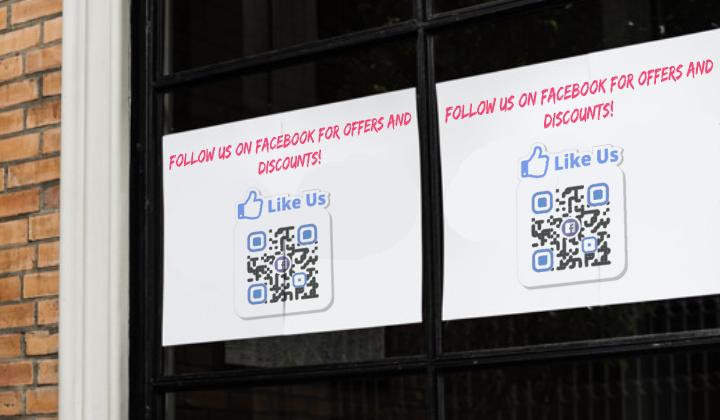 FOLLOW US ON FACEBOOK FOR OFFERS AND
DISCOUNTS!
Like Us
FOLLOW US ON FACEBOOK FOR OFFERS AND
DISCOUNTS!
Like Us